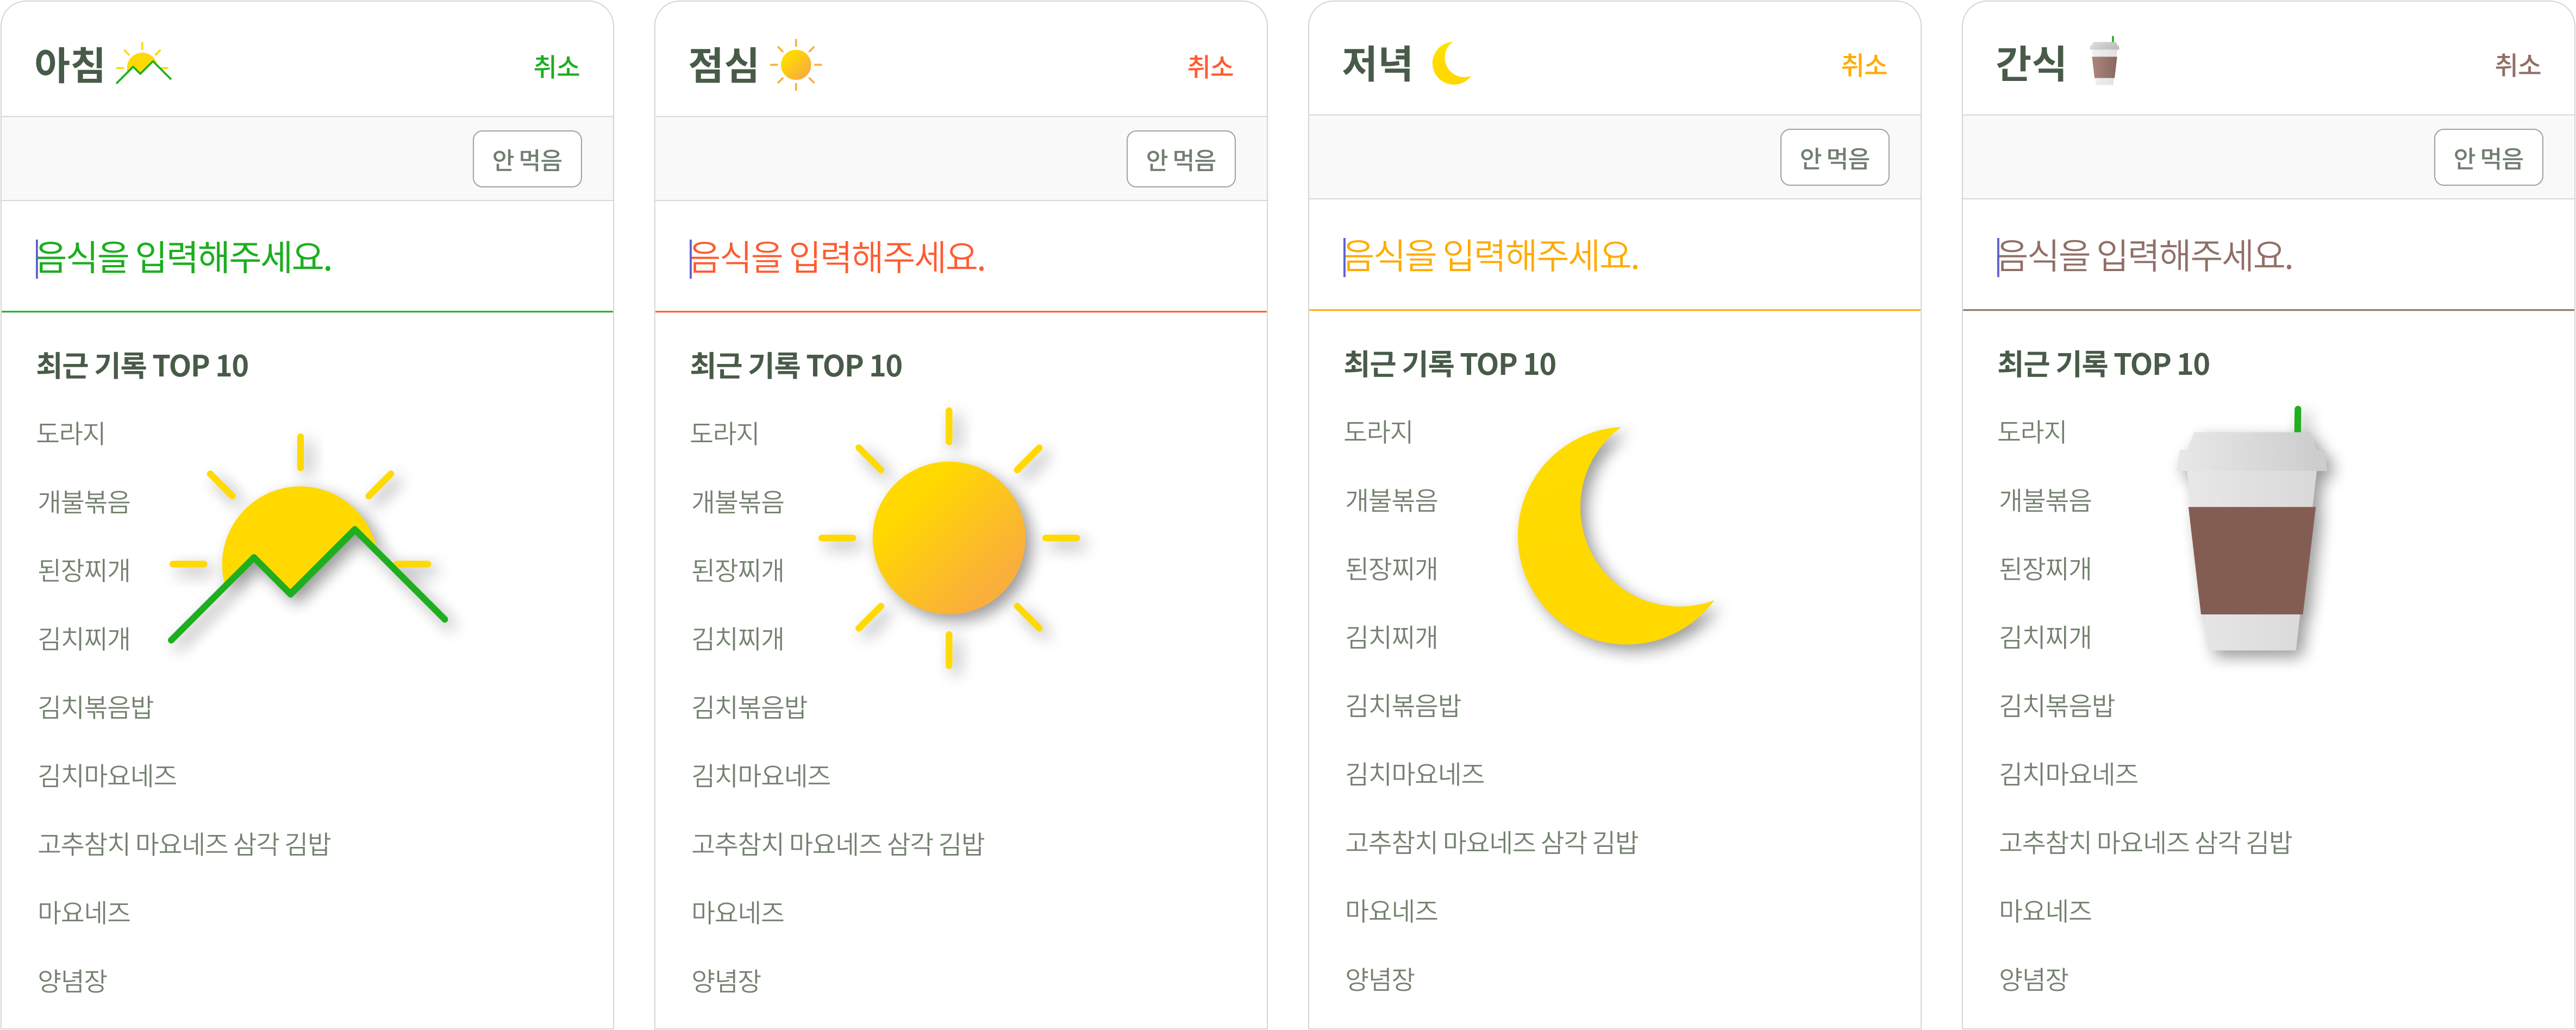 아침
취소
안 먹음
음식을 입력해주세요.
최근 기록 TOP 10
도라지
개불볶음
된장찌개
김치찌개
김치볶음밥
김치마요네즈
고추참치 마요네즈 삼각 김밥
마요네즈
양념장
점심
취소
안 먹음
음식을 입력해주세요.
최근 기록 TOP 10
도라지
개불볶음
된장찌개
김치찌개
김치볶음밥
김치마요네즈
고추참치 마요네즈 삼각 김밥
마요네즈
양념장
저녁
취소
안 먹음
음식을 입력해주세요.
최근 기록 TOP 10
도라지
개불볶음
된장찌개
김치찌개
김치볶음밥
김치마요네즈
고추참치 마요네즈 삼각 김밥
마요네즈
양념장
간식
취소
안 먹음
음식을 입력해주세요.
최근 기록 TOP 10
도라지
개불볶음
된장찌개
김치찌개
김치볶음밥
김치마요네즈
고추참치 마요네즈 삼각 김밥
마요네즈
양념장